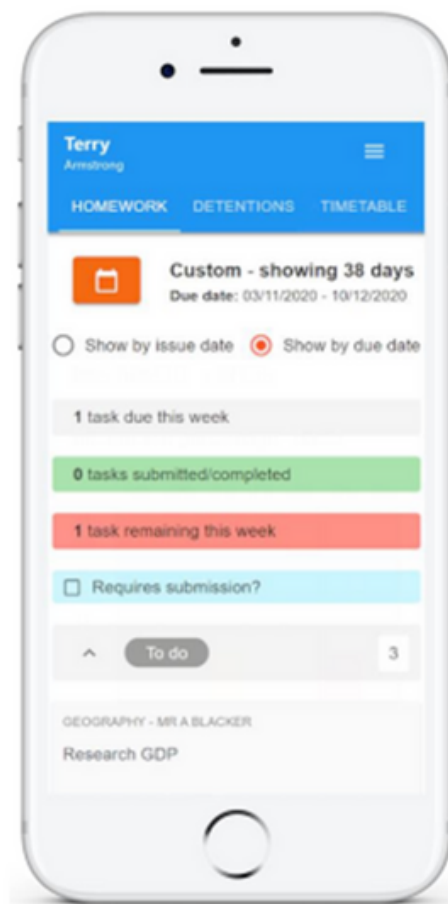 Terry
Armstrong
HOMEWORK DETENTIONS TIMETABLE
Custom - showing 38 days
Due date: 03/11/2020 - 10/12/2020
Show by issue date Show by due date
1 task due this week
0 tasks submitted/completed
1 task remaining this week
Requires submission?
To do 3
GEOGRAPHY - MR A BLACKER
Research GDP